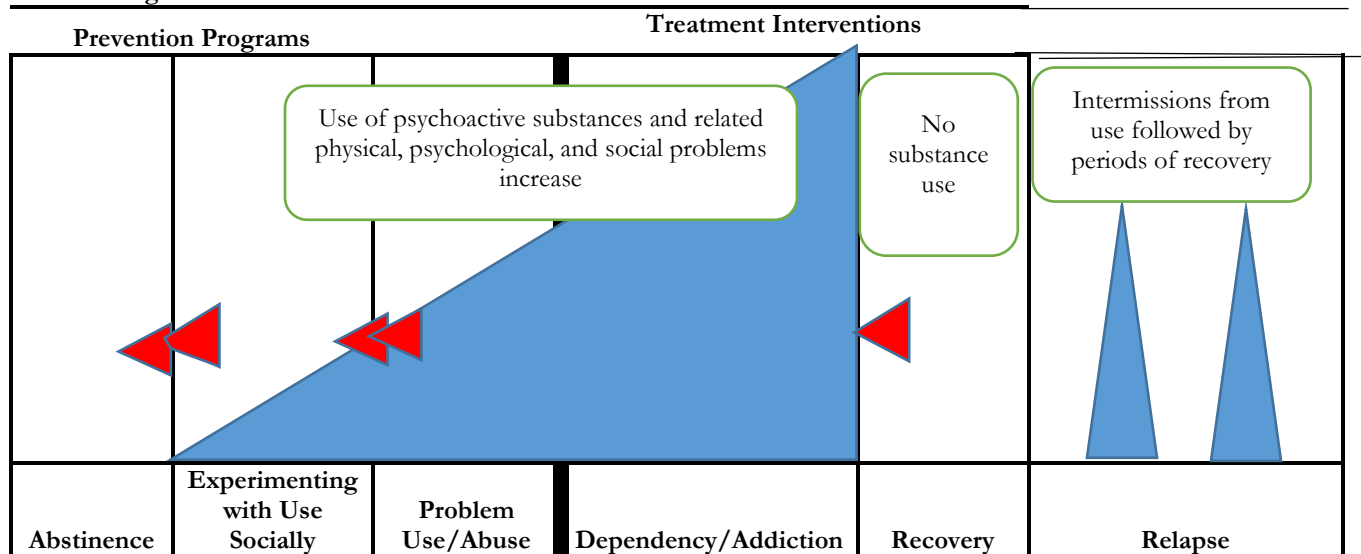 Treatment Interventions
Prevention Programs
Use of psychoactive substances and related
physical, psychological, and social problems
increase
No
substance
use
Intermissions from
use followed by
periods of recovery
Abstinence
Experimenting
with Use
Socially
Problem
Use/Abuse
Dependency/Addiction
Recovery
Relapse